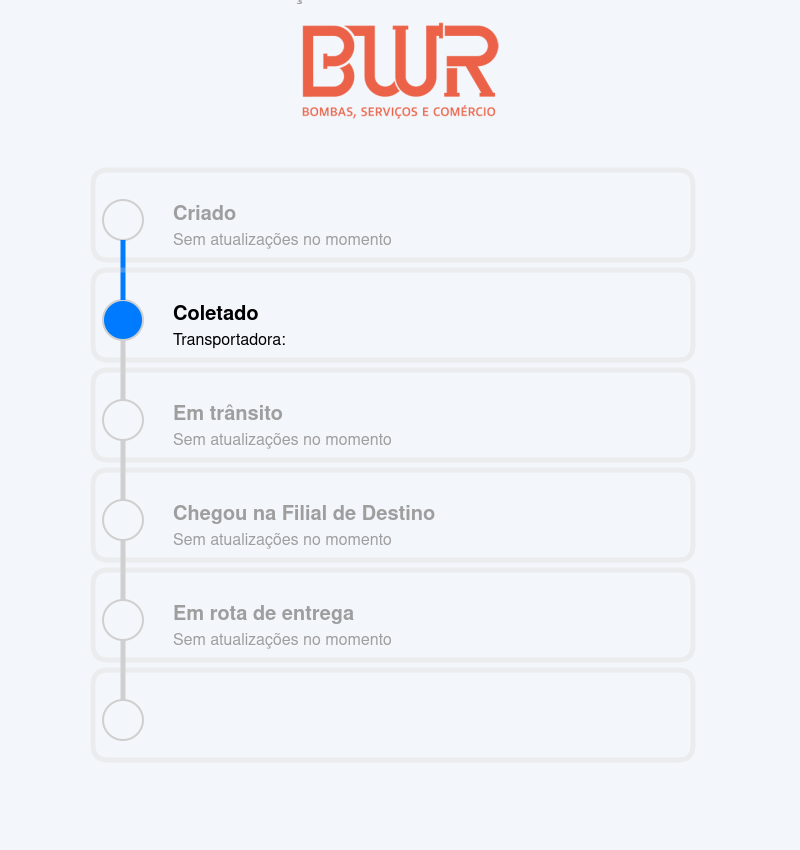 BWR
BOMBAS, SERVIÇOS E COMÉRCIO
Criado
Sem atualizações no momento
Coletado
Transportadora:
Em trânsito
Sem atualizações no momento
Chegou na Filial de Destino
Sem atualizações no momento
Em rota de entrega
Sem atualizações no momento